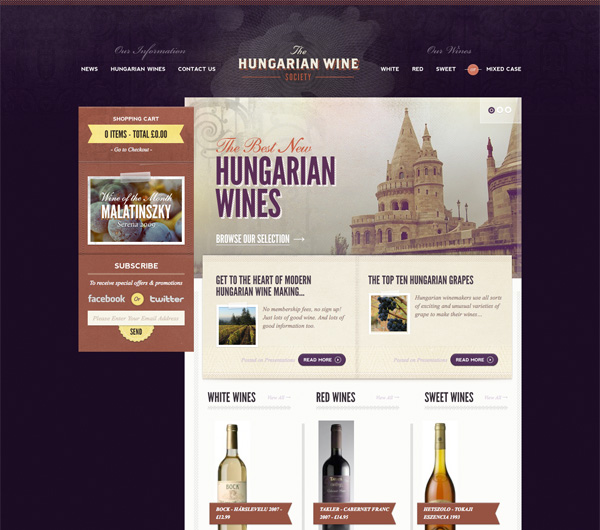 Our Information
NEWS HUNGARIAN WINES CONTACT US
The
HUNGARIAN WINE
SOCIETY
Our Wines
WHITE RED SWEET or MIXED CASE
SHOPPING CART
0 ITEMS - TOTAL £0.00
- Go to Checkout -
Wine of the Month
MALATINSZKY
Serena 2009
SUBSCRIBE
To receive special offers & promotions
facebook Or twitter
Please Enter Your Email Address
SEND
The Best New
HUNGARIAN
WINES
BROWSE OUR SELECTION →
GET TO THE HEART OF MODERN
HUNGARIAN WINE MAKING...
No membership fees, no sign up!
Just lots of good wine. And lots of
good information too.
Posted in Presentations
READ MORE
THE TOP TEN HUNGARIAN GRAPES
Hungarian winemakers use all sorts
of exciting and unusual varieties of
grape to make their wines...
Posted in Presentations
READ MORE
WHITE WINES View All →
RED WINES View All →
SWEET WINES View All →
BOCK
BOCK - HÁRSLEVELU 2007 -
£12.99
TAKLER - CABERNET FRANC
2007 - £14.95
HETSZOLO - TOKAJI
ESZENCIA 1993